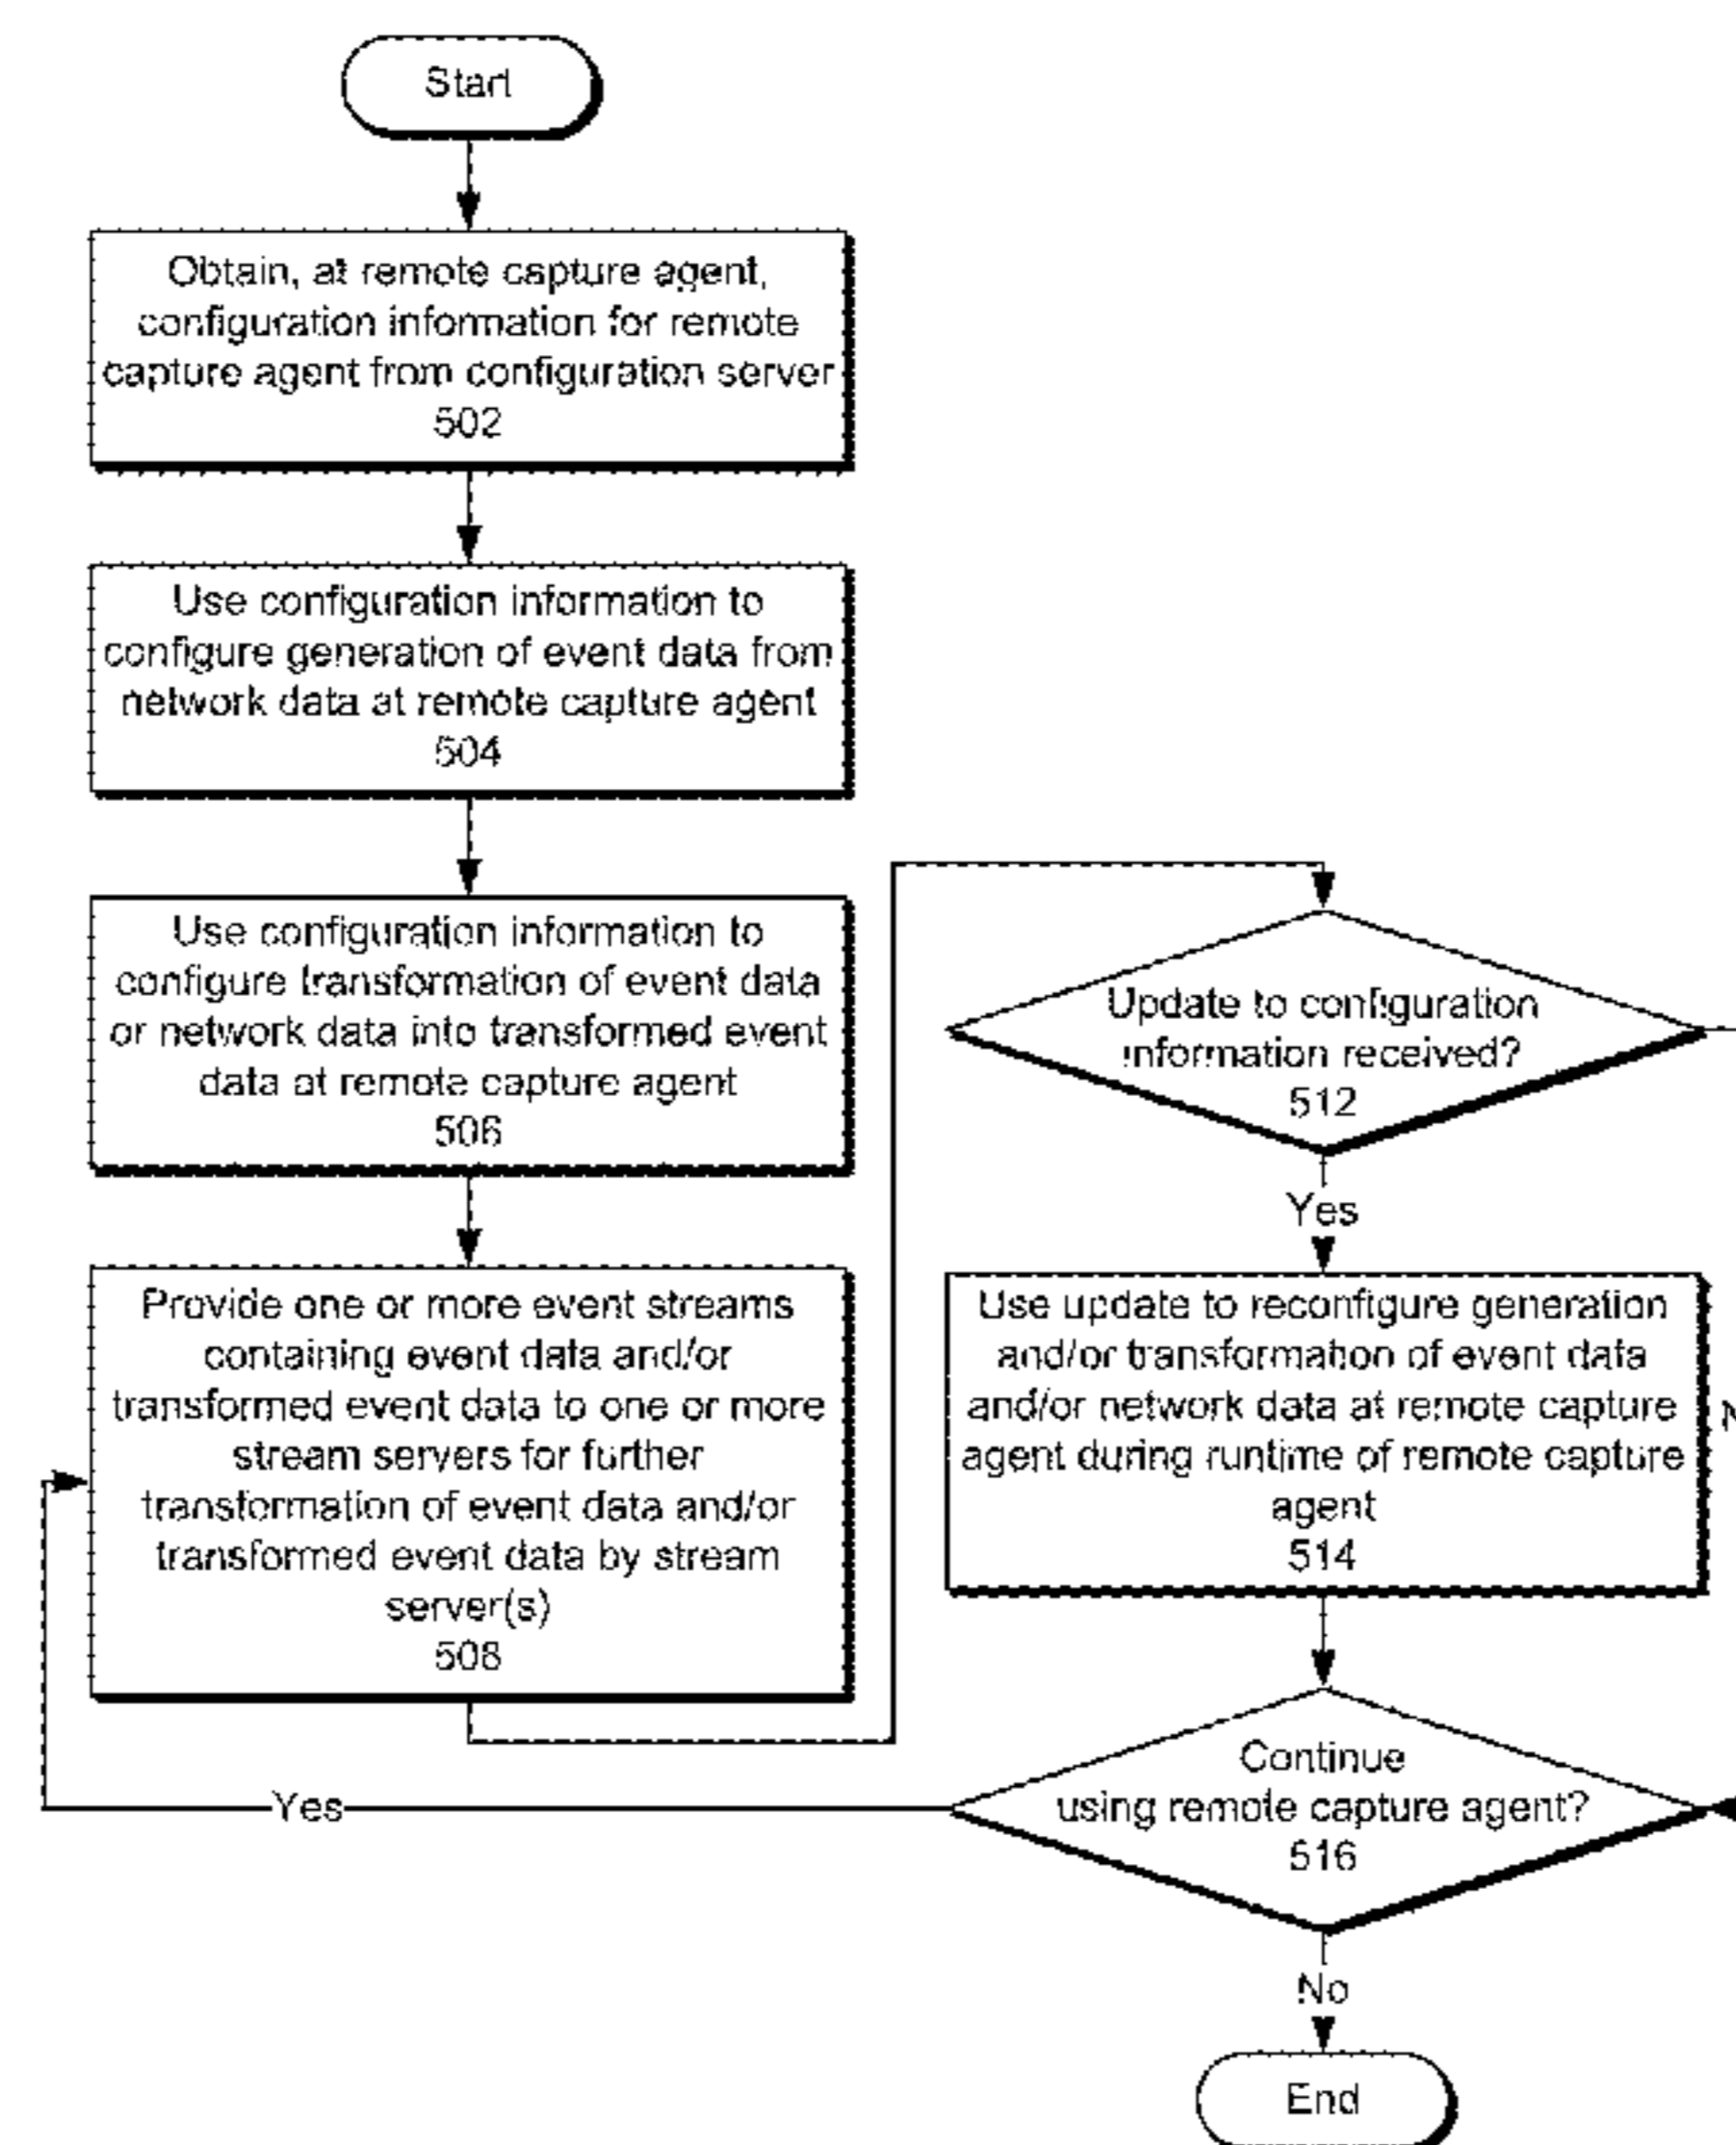 Start
Obtain, at remote capture agent,
configuration information for remote
capture agent from configuration server
502
Use configuration information to
configure generation of event data from
network data at remote capture agent
504
Use configuration information to
configure transformation of event data
or network data into transformed event
data at remote capture agent
506
Provide one or more event streams
containing event data and/or
transformed event data to one or more
stream servers for further
transformation of event data and/or
transformed event data by stream
server(s)
508
Update to configuration
information received?
512
Yes
Use update to reconfigure generation
and/or transformation of event data
and/or network data at remote capture
agent during runtime of remote capture
agent
514
Continue
using remote capture agent?
516
Yes
No
End